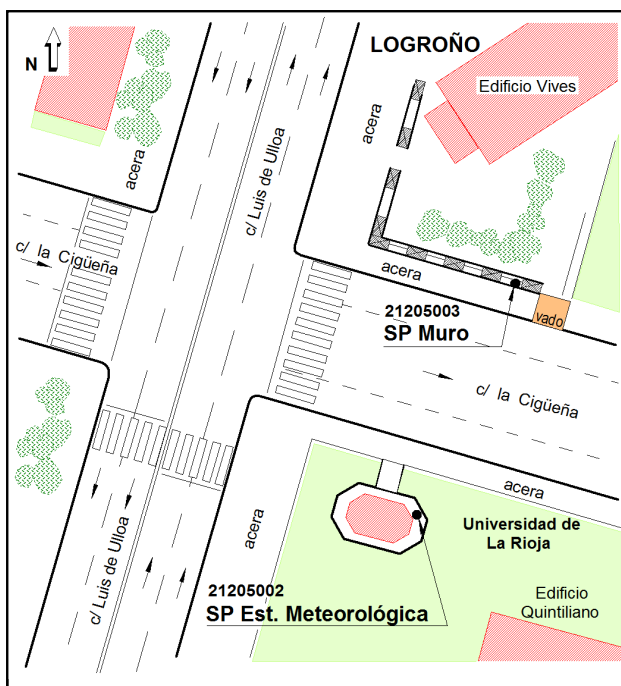 N
LOGROÑO
Edificio Vives
acera
acera
c/ Luis de Ulloa
c/ la Cigüeña
acera
21205003
SP Muro
vado
c/ la Cigüeña
acera
Universidad de
La Rioja
acera
c/ Luis de Ulloa
21205002
SP Est. Meteorológica
Edificio
Quintiliano